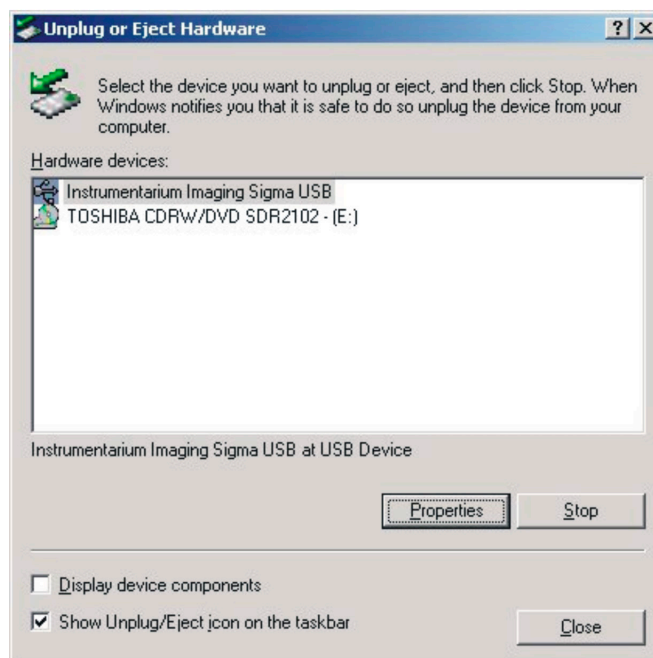 Unplug or Eject Hardware
Select the device you want to unplug or eject, and then click Stop. When
Windows notifies you that it is safe to do so unplug the device from your
computer.
Hardware devices:
Instrumentarium Imaging Sigma USB
TOSHIBA CDRW/DVD SDR2102 - (E:)
Instrumentarium Imaging Sigma USB at USB Device
Properties
Stop
Display device components
Show Unplug/Eject icon on the taskbar
Close